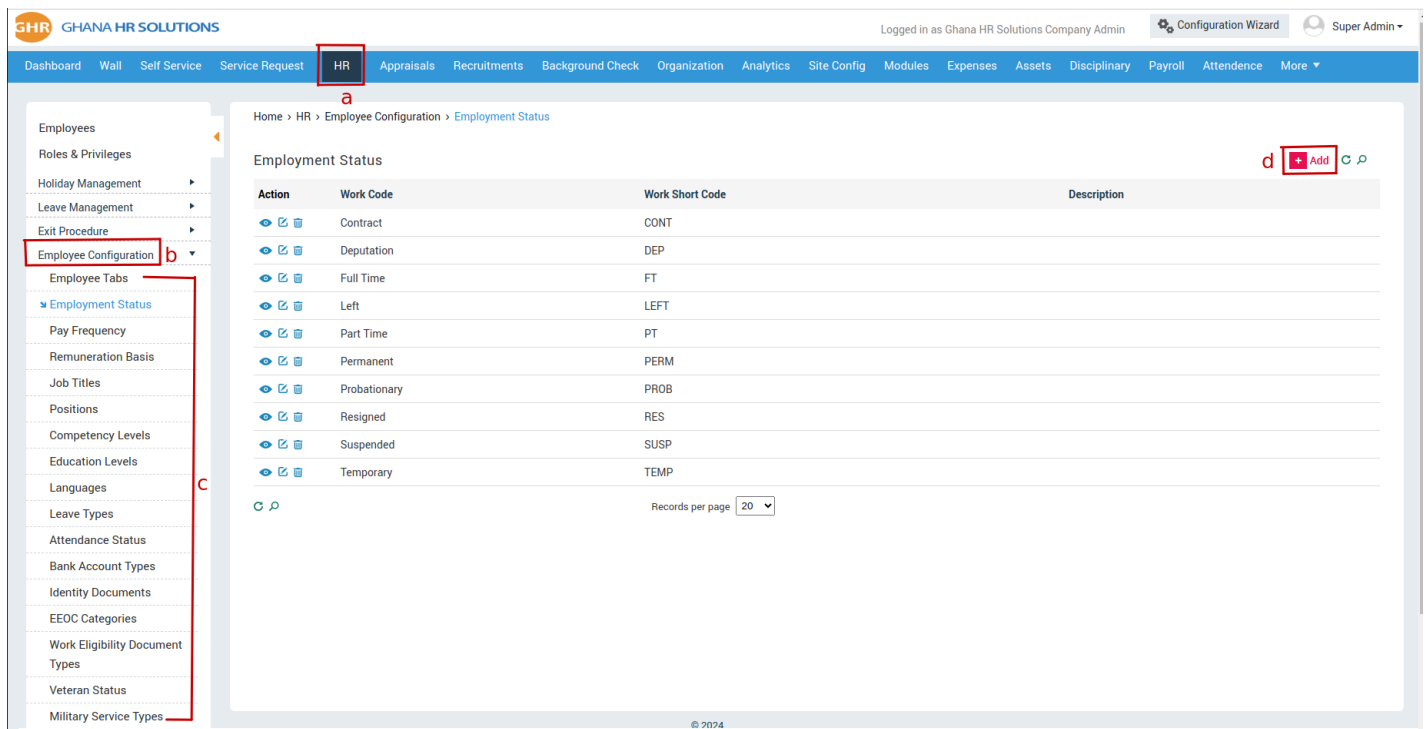 GHR GHANA HR SOLUTIONS
Logged in as Ghana HR Solutions Company Admin
Configuration Wizard
Super Admin
Dashboard Wall Self Service Service Request HR Appraisals Recruitments Background Check Organization Analytics Site Config Modules Expenses Assets Disciplinary Payroll Attendence More
a
Employees
Roles & Privileges
Holiday Management
Leave Management
Exit Procedure
Employee Configuration b
Employee Tabs
Employment Status
Pay Frequency
Remuneration Basis
Job Titles
Positions
Competency Levels
Education Levels
Languages
c
Leave Types
Attendance Status
Bank Account Types
Identity Documents
EEOC Categories
Work Eligibility Document
Types
Veteran Status
Military Service Types
Home › HR › Employee Configuration › Employment Status
Employment Status
d + Add
Action Work Code Work Short Code Description
Contract CONT
Deputation DEP
Full Time FT
Left LEFT
Part Time PT
Permanent PERM
Probationary PROB
Resigned RES
Suspended SUSP
Temporary TEMP
Records per page 20
© 2024